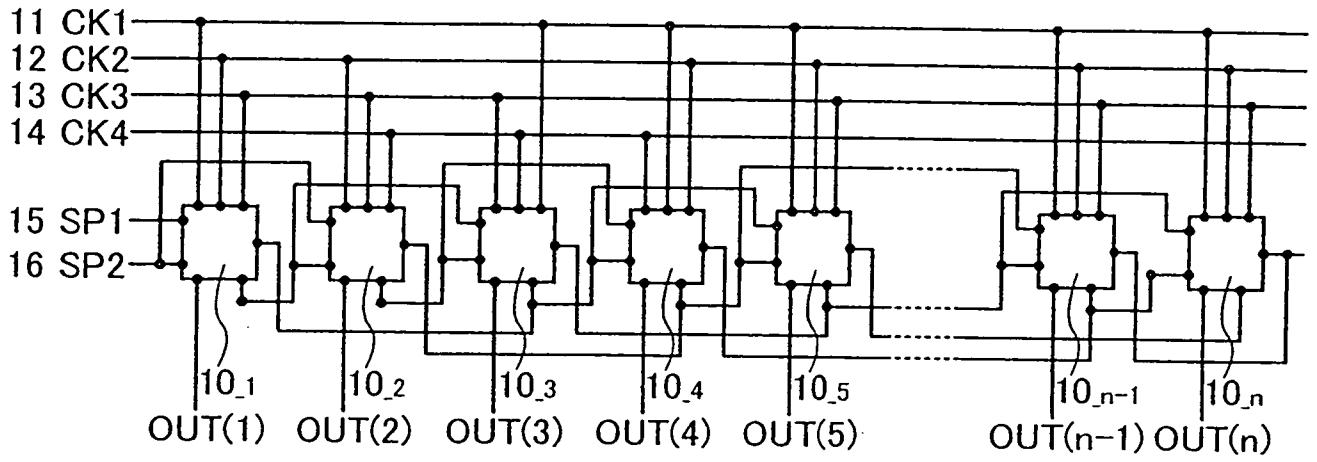 11 CK1
12 CK2
13 CK3
14 CK4
15 SP1
16 SP2
10_1 10_2 10_3 10_4 10_5 10_n-1 10_n
OUT(1) OUT(2) OUT(3) OUT(4) OUT(5) OUT(n-1) OUT(n)